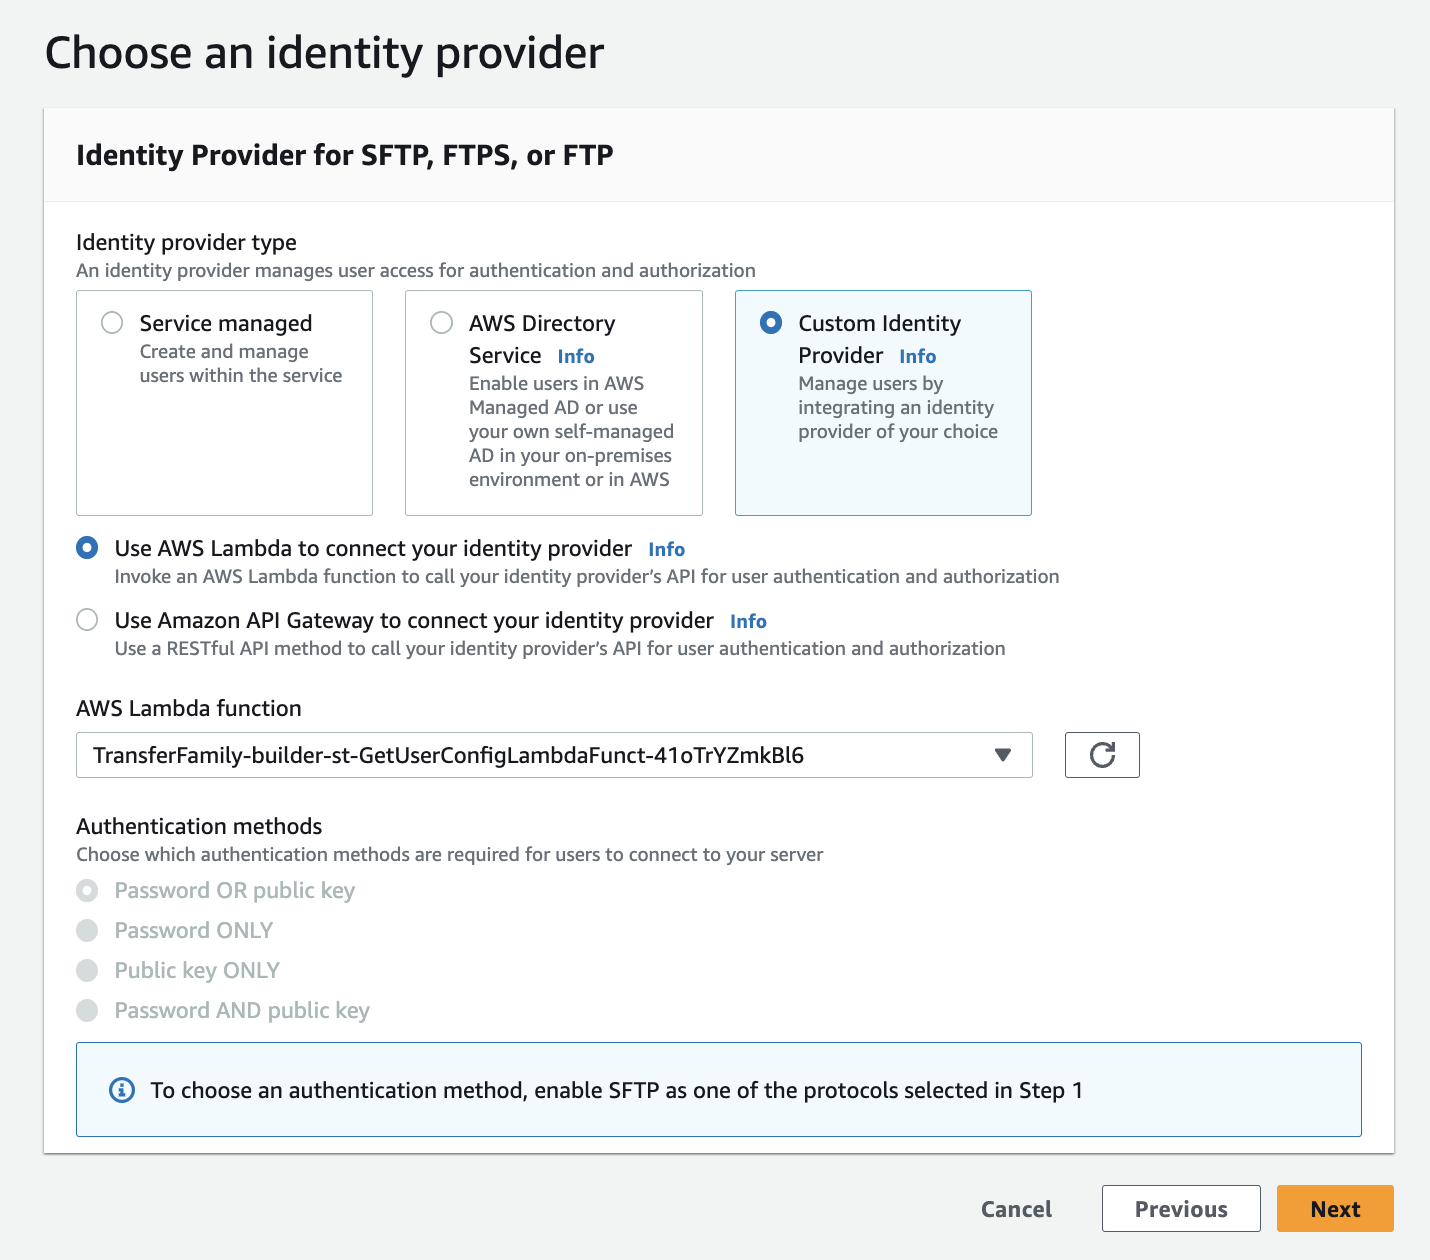 Choose an identity provider
Identity Provider for SFTP, FTPS, or FTP
Identity provider type
An identity provider manages user access for authentication and authorization
Service managed
Create and manage
users within the service
AWS Directory
Service Info
Enable users in AWS
Managed AD or use
your own self-managed
AD in your on-premises
environment or in AWS
Custom Identity
Provider Info
Manage users by
integrating an identity
provider of your choice
Use AWS Lambda to connect your identity provider Info
Invoke an AWS Lambda function to call your identity provider’s API for user authentication and authorization
Use Amazon API Gateway to connect your identity provider Info
Use a RESTful API method to call your identity provider’s API for user authentication and authorization
AWS Lambda function
TransferFamily-builder-st-GetUserConfigLambdaFunct-41oTrYZmkBl6
Authentication methods
Choose which authentication methods are required for users to connect to your server
Password OR public key
Password ONLY
Public key ONLY
Password AND public key
To choose an authentication method, enable SFTP as one of the protocols selected in Step 1
Cancel
Previous
Next